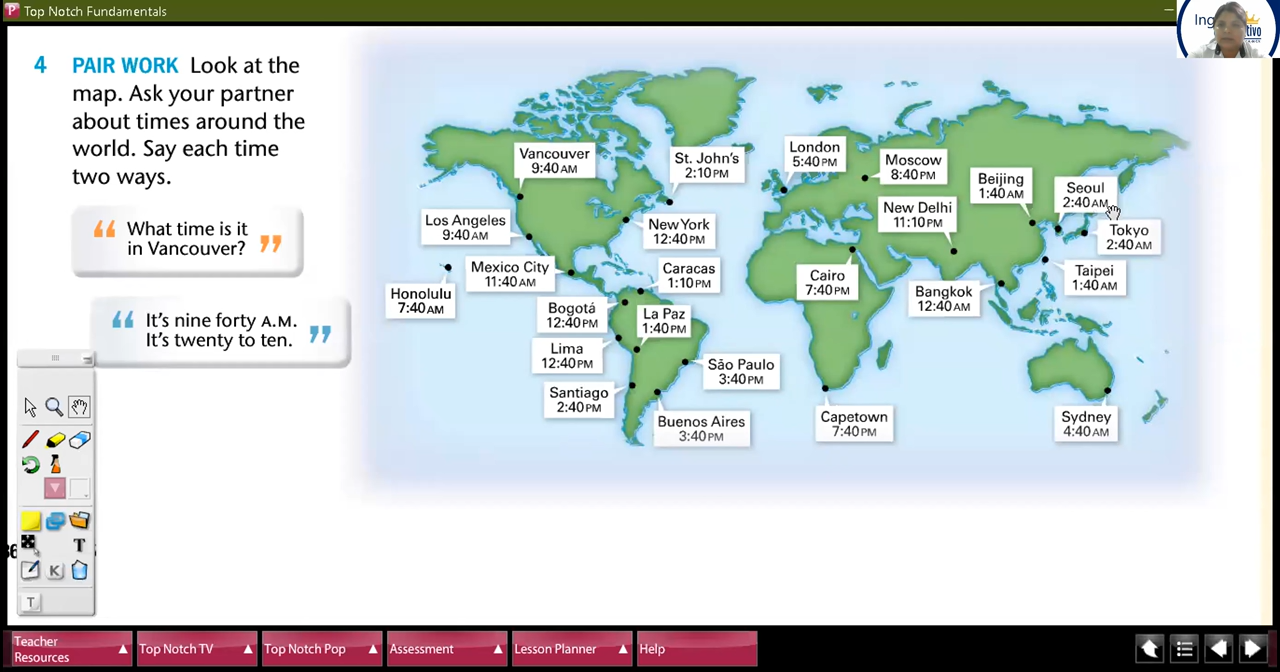 Top Notch Fundamentals
4 PAIR WORK Look at the
map. Ask your partner
about times around the
world. Say each time
two ways.
“ What time is it
in Vancouver? ”
“ It's nine forty A.M.
It's twenty to ten. ”
Vancouver
9:40 AM
St. John's
2:10 PM
London
5:40 PM
Moscow
8:40 PM
Beijing
1:40 AM
Seoul
2:40 AM
Los Angeles
9:40 AM
New York
12:40 PM
New Delhi
11:10 PM
Tokyo
2:40 AM
Honolulu
7:40 AM
Mexico City
11:40 AM
Caracas
1:10 PM
Cairo
7:40 PM
Bangkok
12:40 AM
Taipei
1:40 AM
Bogotá
12:40 PM
La Paz
1:40 PM
Lima
12:40 PM
São Paulo
3:40 PM
Santiago
2:40 PM
Buenos Aires
3:40 PM
Capetown
7:40 PM
Sydney
4:40 AM
T
K
T
Teacher
Resources
Top Notch TV
Top Notch Pop
Assessment
Lesson Planner
Help